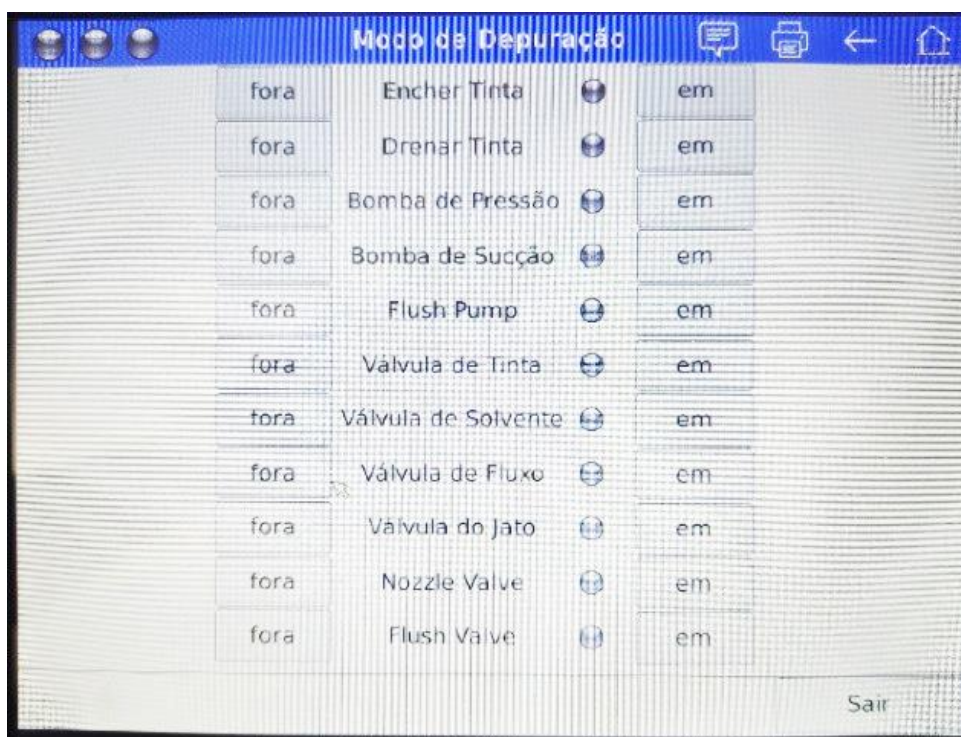 Modo de Depuração
fora Encher Tinta em
fora Drenar Tinta em
fora Bomba de Pressão em
fora Bomba de Sucção em
fora Flush Pump em
fora Válvula de Tinta em
fora Válvula de Solvente em
fora Válvula de Fluxo em
fora Válvula do Jato em
fora Nozzle Valve em
fora Flush Valve em
Sair